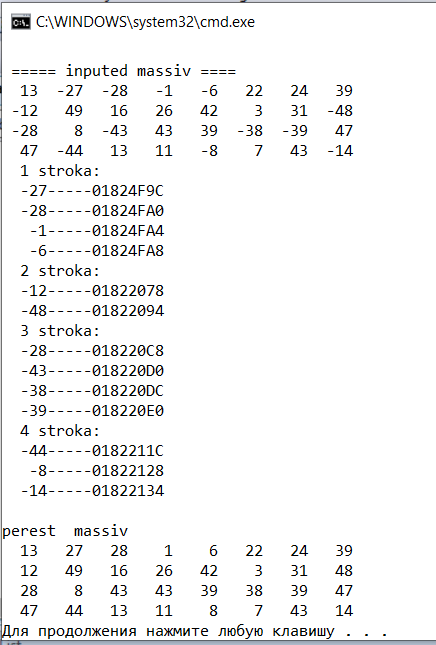 C:\WINDOWS\system32\cmd.exe
===== inputed massiv ====
13 -27 -28 -1 -6 22 24 39
-12 49 16 26 42 3 31 -48
-28 8 -43 43 39 -38 -39 47
47 -44 13 11 -8 7 43 -14
1 stroka:
-27-----01824F9C
-28-----01824FA0
-1-----01824FA4
-6-----01824FA8
2 stroka:
-12-----01822078
-48-----01822094
3 stroka:
-28-----018220C8
-43-----018220D0
-38-----018220DC
-39-----018220E0
4 stroka:
-44-----0182211C
-8-----01822128
-14-----01822134
perest massiv
13 27 28 1 6 22 24 39
12 49 16 26 42 3 31 48
28 8 43 43 39 38 39 47
47 44 13 11 8 7 43 14
Для продолжения нажмите любую клавишу . . .